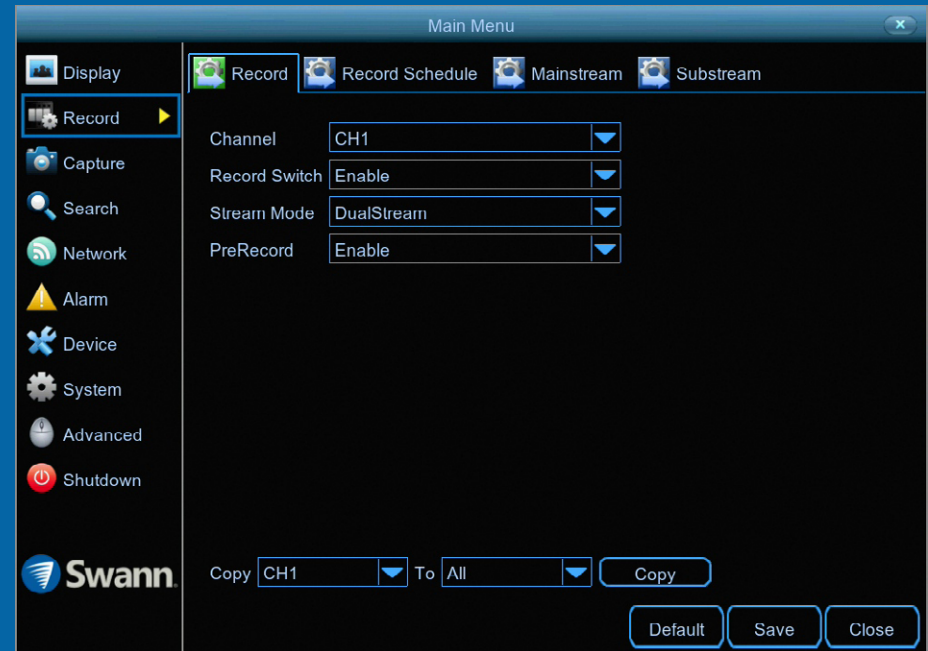 Main Menu
Display
Record
Capture
Search
Network
Alarm
Device
System
Advanced
Shutdown
Swann.
Record Record Schedule Mainstream Substream
Channel CH1
Record Switch Enable
Stream Mode DualStream
PreRecord Enable
Copy CH1 To All Copy
Default Save Close